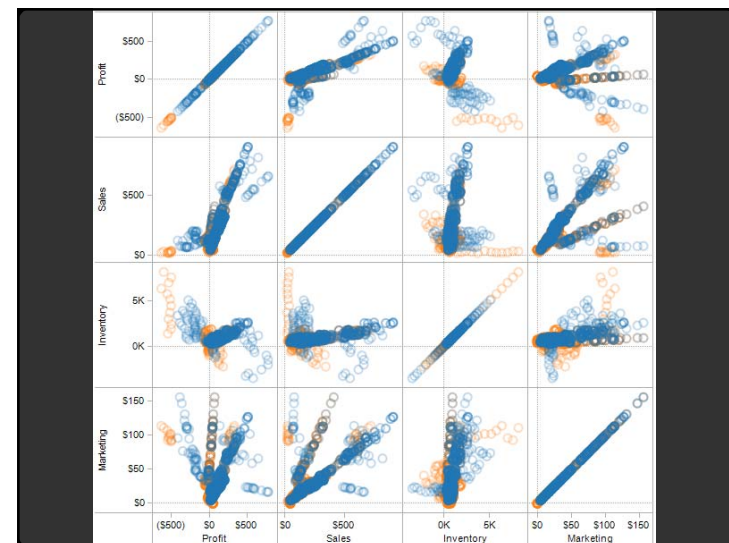 Profit
$500
$0
($500)
Sales
$500
$0
Inventory
5K
0K
Marketing
$150
$100
$50
$0
($500) $0 $500 $0 $500 0K 5K $0 $50 $100 $150
Profit Sales Inventory Marketing